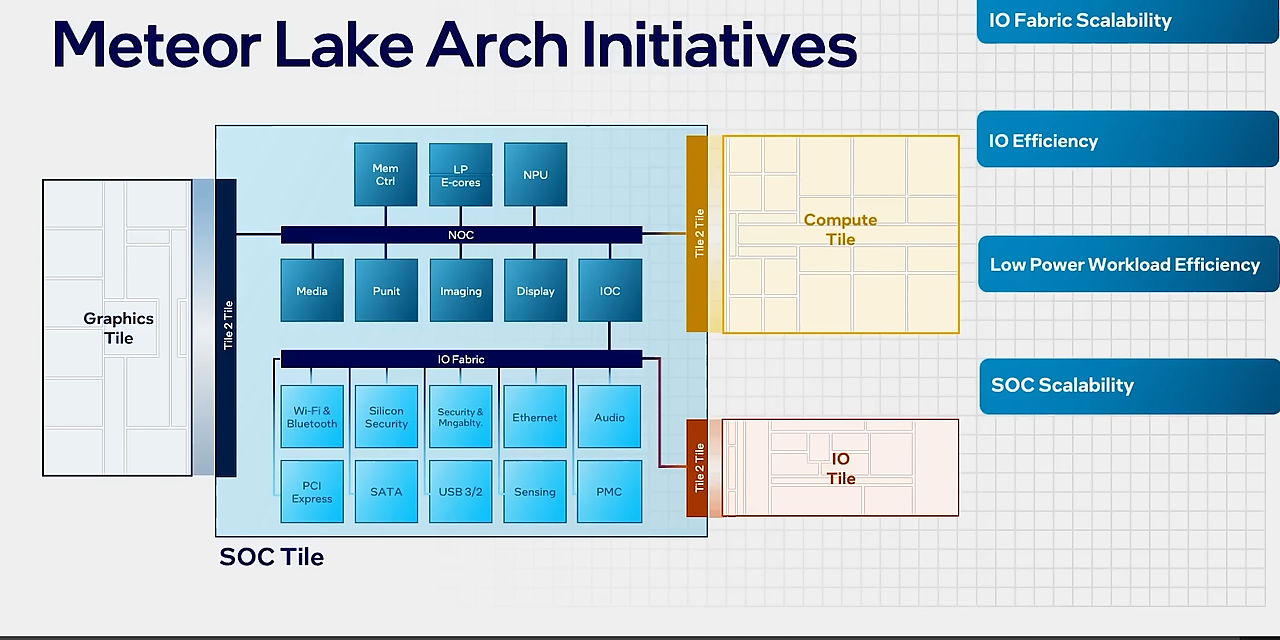 Meteor Lake Arch Initiatives
IO Fabric Scalability
IO Efficiency
Low Power Workload Efficiency
SOC Scalability
Graphics
Tile
Tile 2 Tile
Mem
Ctrl
LP
E-cores
NPU
NOC
Media
Punit
Imaging
Display
IOC
IO Fabric
Wi-Fi &
Bluetooth
Silicon
Security
Security &
Mngablty.
Ethernet
Audio
PCI
Express
SATA
USB 3/2
Sensing
PMC
Tile 2 Tile
Compute
Tile
Tile 2 Tile
IO
Tile
SOC Tile